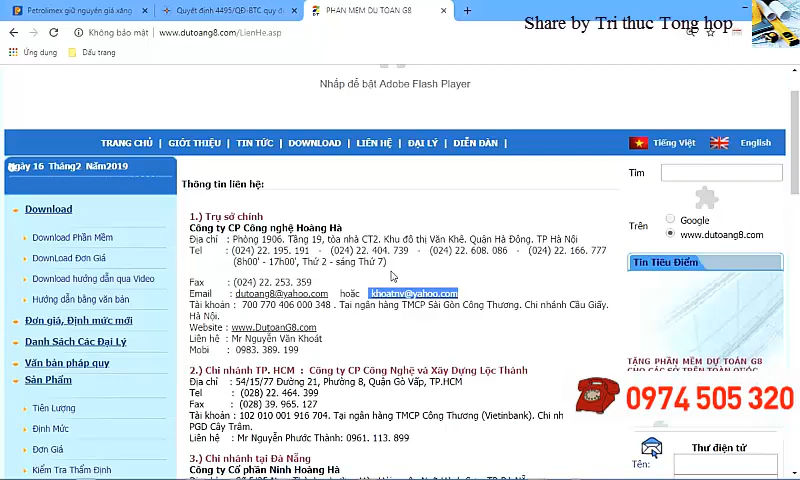 Petrolimex giữ nguyên giá xăng
Quyết định 4495/QĐ-BTC quy đ
PHẦN MỀM DỰ TOÁN G8
Share by Tri thuc Tong hop
Không bảo mật
www.dutoang8.com/LienHe.asp
Ứng dụng
Dấu trang
Nhấp để bật Adobe Flash Player
TRANG CHỦ | GIỚI THIỆU | TIN TỨC | DOWNLOAD | LIÊN HỆ | ĐẠI LÝ | DIỄN ĐÀN |
Tiếng Việt
English
Ngày 16 Tháng2 Năm2019
Download
Download Phần Mềm
DownLoad Đơn Giá
Download hướng dẫn qua Video
Hướng dẫn bằng văn bản
Đơn giá, Định mức mới
Danh Sách Các Đại Lý
Văn bản pháp quy
Sản Phẩm
Tiên Lượng
Định Mức
Đơn Giá
Kiểm Tra Thẩm Định
Thông tin liên hệ:
1.) Trụ sở chính
Công ty CP Công nghệ Hoàng Hà
Địa chỉ : Phòng 1906. Tầng 19, tòa nhà CT2. Khu đô thị Văn Khê. Quận Hà Đông. TP Hà Nội
Tel : (024) 22. 195. 191 - (024) 22. 404. 739 - (024) 22. 608. 086 - (024) 22. 166. 777
(8h00' - 17h00', Thứ 2 - sáng Thứ 7)
Fax : (024) 22. 253. 359
Email : dutoang8@yahoo.com hoặc khoatnv@yahoo.com
Tài khoản : 700 770 406 000 348 . Tại ngân hàng TMCP Sài Gòn Công Thương. Chi nhánh Cầu Giấy.
Hà Nội.
Website : www.DutoanG8.com
Liên hệ : Mr Nguyễn Văn Khoát
Mobi : 0983. 389. 199
2.) Chi nhánh TP. HCM : Công ty CP Công Nghệ và Xây Dựng Lộc Thành
Địa chỉ : 54/15/77 Đường 21, Phường 8, Quận Gò Vấp, TP.HCM
Tel : (028) 22. 464. 399
Fax : (028) 39. 965. 127
Tài khoản : 102 010 001 916 704. Tại ngân hàng TMCP Công Thương (Vietinbank). Chi nh
PGD Cây Trâm.
Liên hệ : Mr Nguyễn Phước Thành: 0961. 113. 899
3.) Chi nhánh tại Đà Nẵng
Công ty Cổ phần Ninh Hoàng Hà
Tìm
Trên
Google
www.dutoang8.com
Tin Tiêu Điểm
TẶNG PHẦN MỀM DỰ TOÁN G8
CHO CÁC SỞ TRÊN TOÀN QUỐC
0974 505 320
Thư điện tử
Tên: